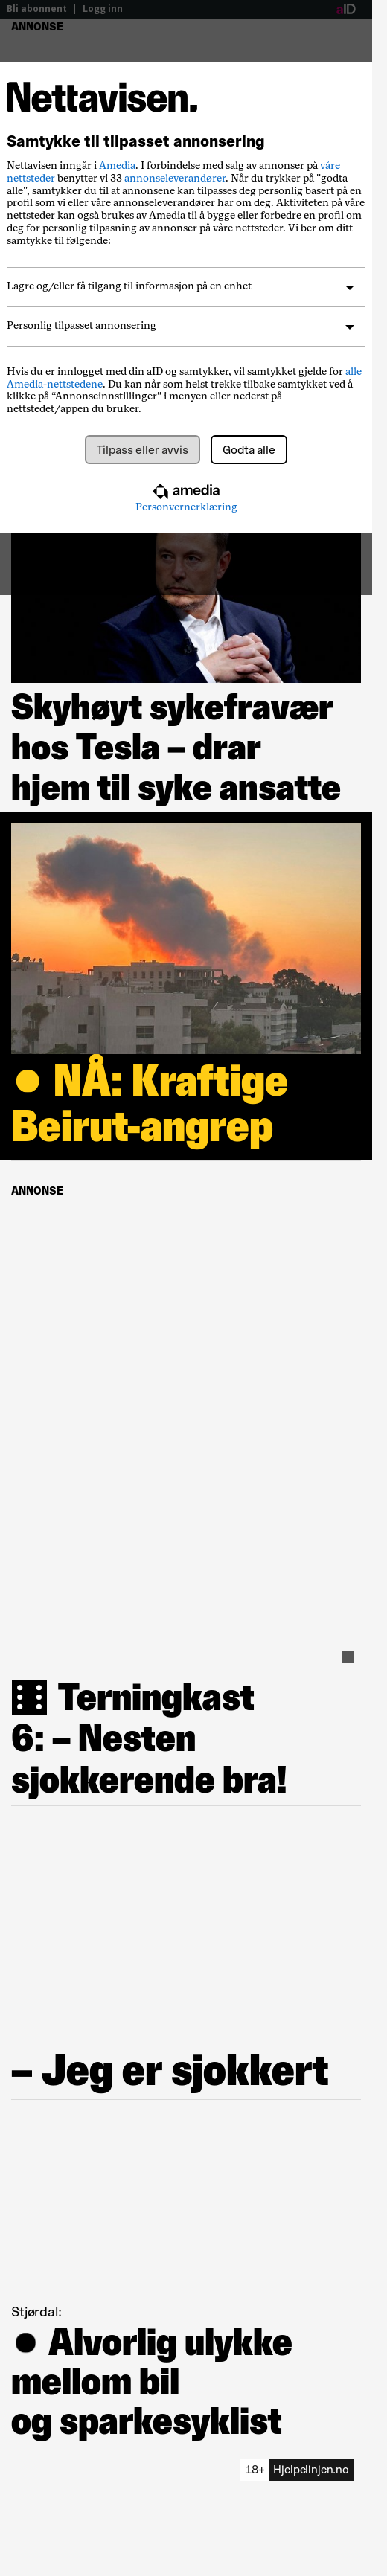 Bli abonnent | Logg inn
aID
ANNONSE
Nettavisen.
Samtykke til tilpasset annonsering
Nettavisen inngår i Amedia. I forbindelse med salg av annonser på våre
nettsteder benytter vi 33 annonseleverandører. Når du trykker på "godta
alle", samtykker du til at annonsene kan tilpasses deg personlig basert på en
profil som vi eller våre annonseleverandører har om deg. Aktiviteten på våre
nettsteder kan også brukes av Amedia til å bygge eller forbedre en profil om
deg for personlig tilpasning av annonser på våre nettsteder. Vi ber om ditt
samtykke til følgende:
Lagre og/eller få tilgang til informasjon på en enhet
Personlig tilpasset annonsering
Hvis du er innlogget med din aID og samtykker, vil samtykket gjelde for alle
Amedia-nettstedene. Du kan når som helst trekke tilbake samtykket ved å
klikke på “Annonseinnstillinger” i menyen eller nederst på
nettstedet/appen du bruker.
Tilpass eller avvis
Godta alle
amedia
Personvernerklæring
Skyhøyt sykefravær
hos Tesla – drar
hjem til syke ansatte
NÅ: Kraftige
Beirut-angrep
ANNONSE
Terningkast
6: – Nesten
sjokkerende bra!
– Jeg er sjokkert
Stjørdal:
Alvorlig ulykke
mellom bil
og sparkesyklist
18+ Hjelpelinjen.no